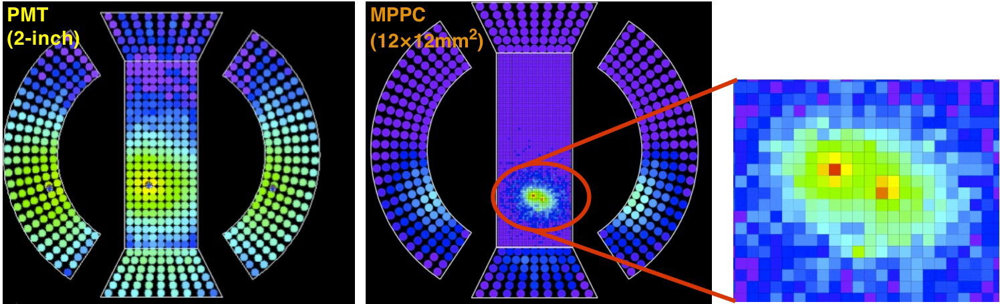 PMT
(2-inch)
MPPC
(12×12mm²)